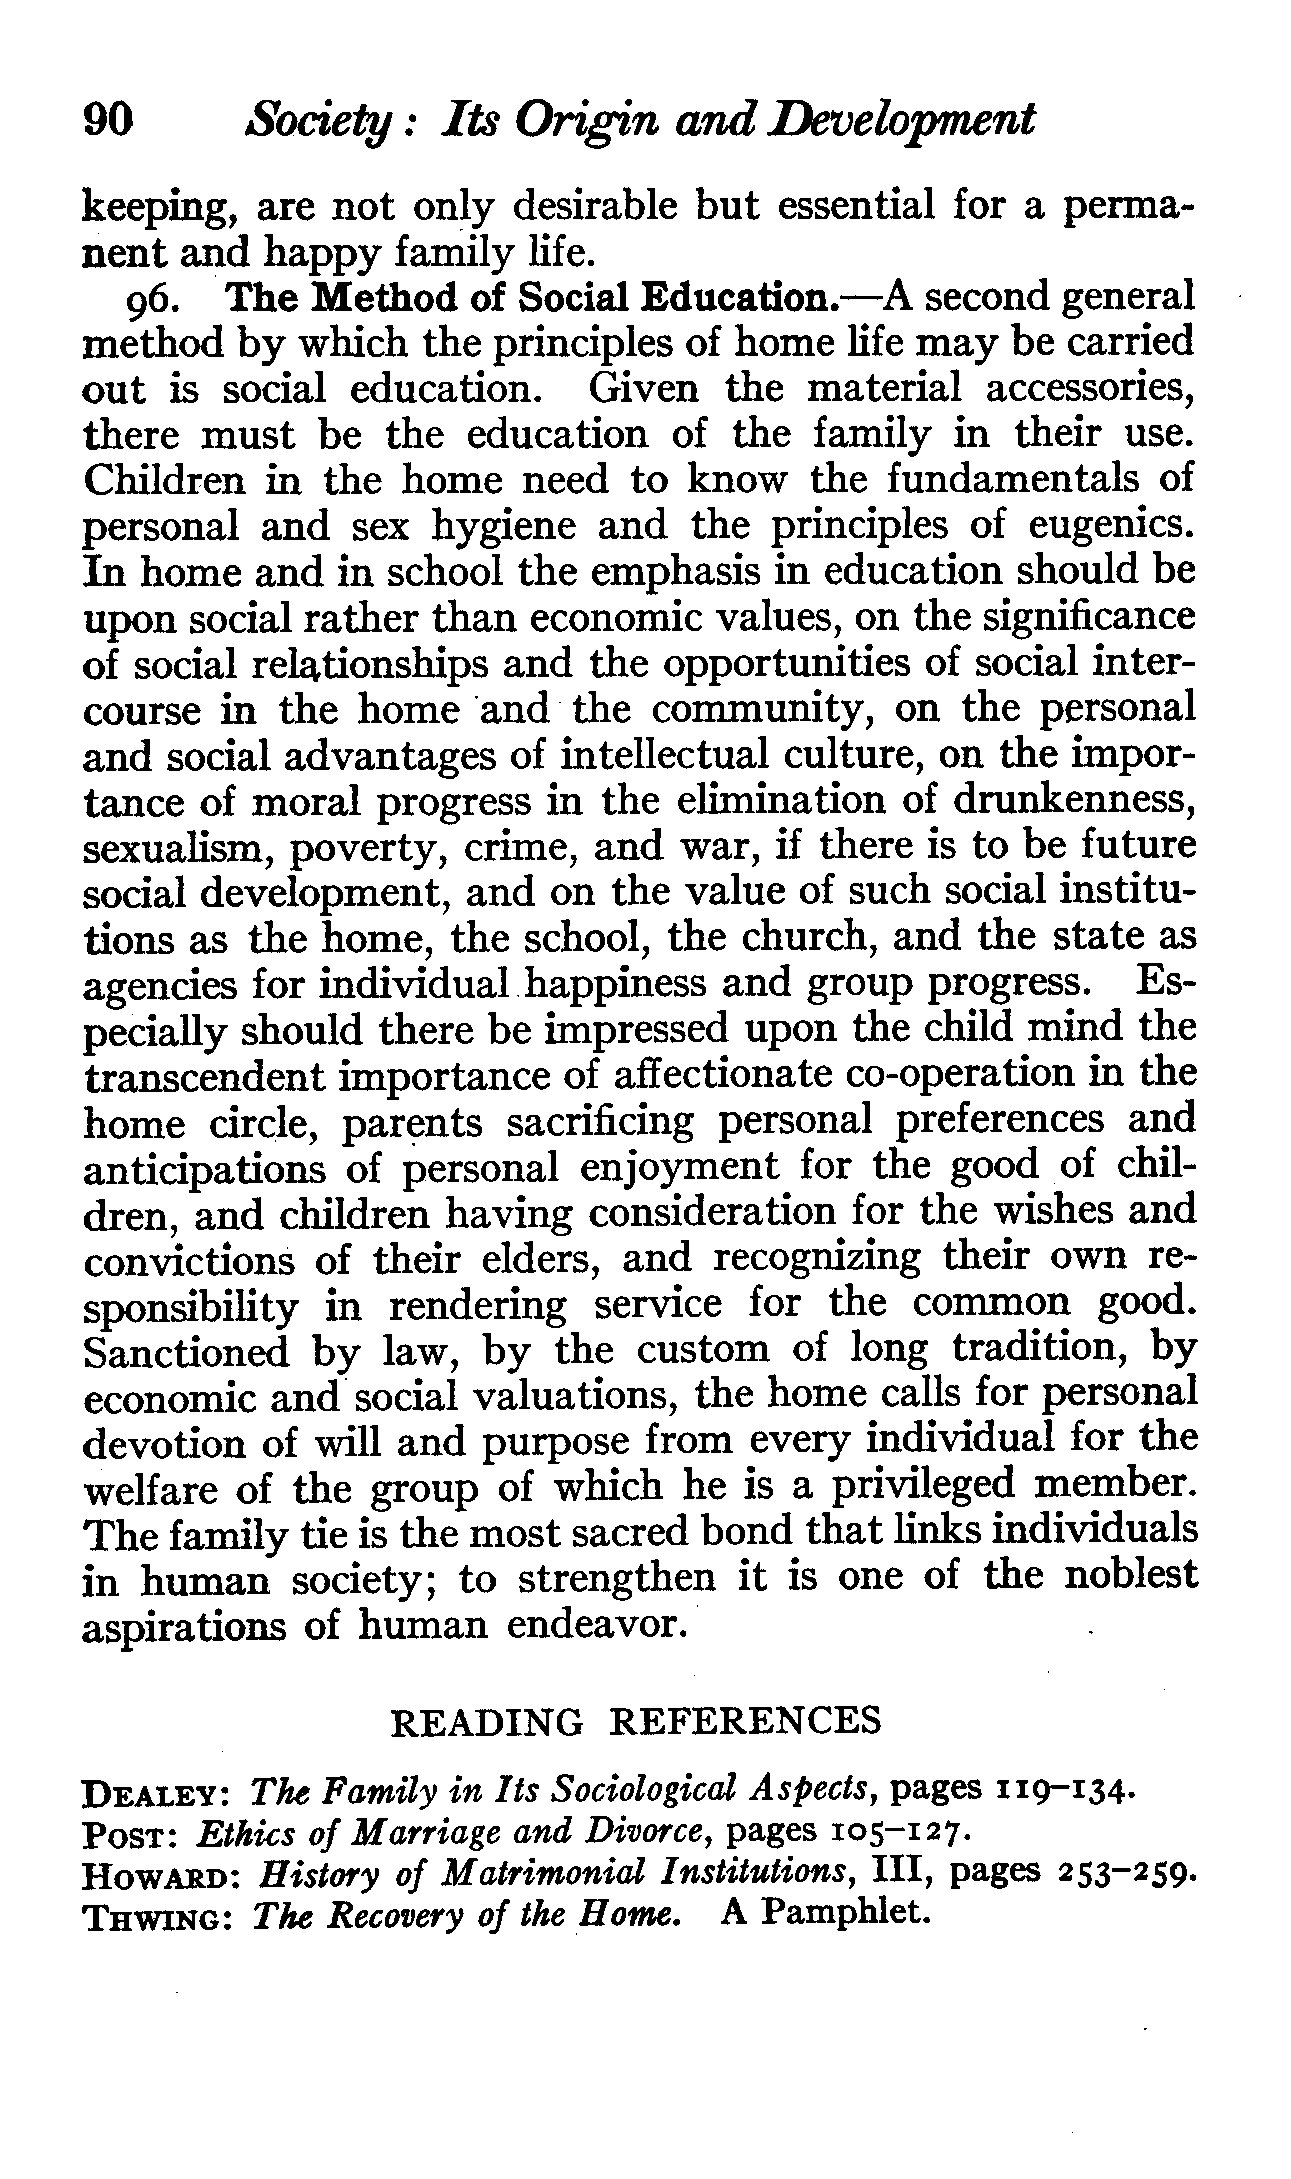 90 Society: Its Origin and Development
keeping, are not only desirable but essential for a perma-
nent and happy family life.
96. The Method of Social Education.—A second general
method by which the principles of home life may be carried
out is social education. Given the material accessories,
there must be the education of the family in their use.
Children in the home need to know the fundamentals of
personal and sex hygiene and the principles of eugenics.
In home and in school the emphasis in education should be
upon social rather than economic values, on the significance
of social relationships and the opportunities of social inter-
course in the home and the community, on the personal
and social advantages of intellectual culture, on the impor-
tance of moral progress in the elimination of drunkenness,
sexualism, poverty, crime, and war, if there is to be future
social development, and on the value of such social institu-
tions as the home, the school, the church, and the state as
agencies for individual happiness and group progress. Es-
pecially should there be impressed upon the child mind the
transcendent importance of affectionate co-operation in the
home circle, parents sacrificing personal preferences and
anticipations of personal enjoyment for the good of chil-
dren, and children having consideration for the wishes and
convictions of their elders, and recognizing their own re-
sponsibility in rendering service for the common good.
Sanctioned by law, by the custom of long tradition, by
economic and social valuations, the home calls for personal
devotion of will and purpose from every individual for the
welfare of the group of which he is a privileged member.
The family tie is the most sacred bond that links individuals
in human society; to strengthen it is one of the noblest
aspirations of human endeavor.
READING REFERENCES
DEALEY: The Family in Its Sociological Aspects, pages 119–134.
POST: Ethics of Marriage and Divorce, pages 105–127.
HOWARD: History of Matrimonial Institutions, III, pages 253–259.
THWING: The Recovery of the Home. A Pamphlet.